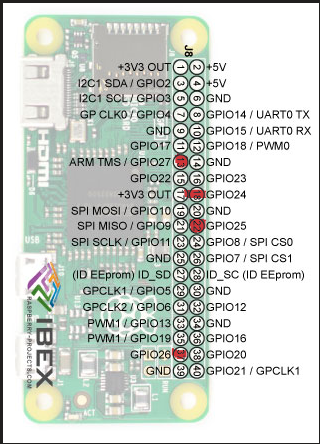 J8
+3V3 OUT 1 2 +5V
I2C1 SDA / GPIO2 3 4 +5V
I2C1 SCL / GPIO3 5 6 GND
GP CLK0 / GPIO4 7 8 GPIO14 / UART0 TX
GND 9 10 GPIO15 / UART0 RX
GPIO17 11 12 GPIO18 / PWM0
ARM TMS / GPIO27 13 14 GND
GPIO22 15 16 GPIO23
+3V3 OUT 17 18 GPIO24
SPI MOSI / GPIO10 19 20 GND
SPI MISO / GPIO9 21 22 GPIO25
SPI SCLK / GPIO11 23 24 GPIO8 / SPI CS0
GND 25 26 GPIO7 / SPI CS1
(ID EEprom) ID_SD 27 28 ID_SC (ID EEprom)
GPCLK1 / GPIO5 29 30 GND
GPCLK2 / GPIO6 31 32 GPIO12
PWM1 / GPIO13 33 34 GND
PWM1 / GPIO19 35 36 GPIO16
GPIO26 37 38 GPIO20
GND 39 40 GPIO21 / GPCLK1
HDMI
USB
IBEX
RASPBERRY-PROJECTS.COM
ACT